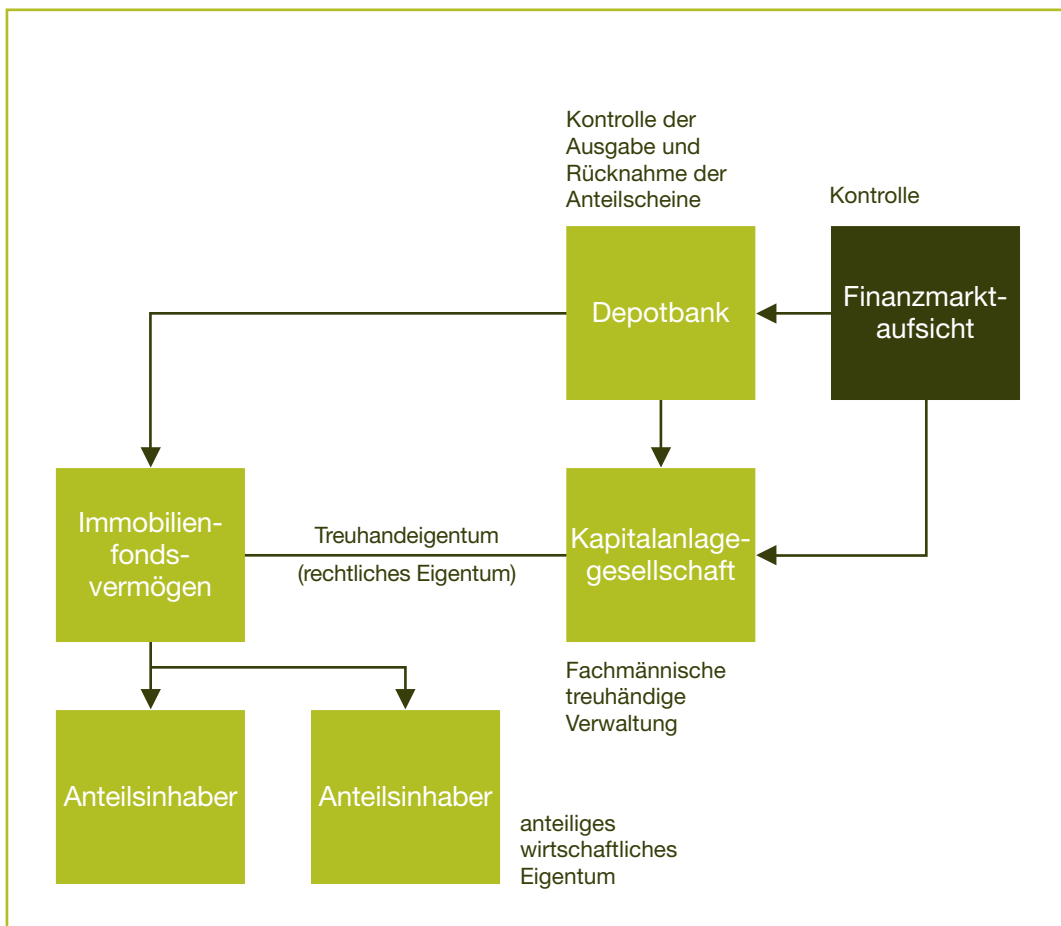 Kontrolle der
Ausgabe und
Rücknahme der
Anteilscheine
Kontrolle
Depotbank
Finanzmarkt-
aufsicht
Immobilien-
fonds-
vermögen
Treuhandeigentum
(rechtliches Eigentum)
Kapitalanlage-
gesellschaft
Fachmännische
treuhändige
Verwaltung
Anteilsinhaber
Anteilsinhaber
anteiliges
wirtschaftliches
Eigentum